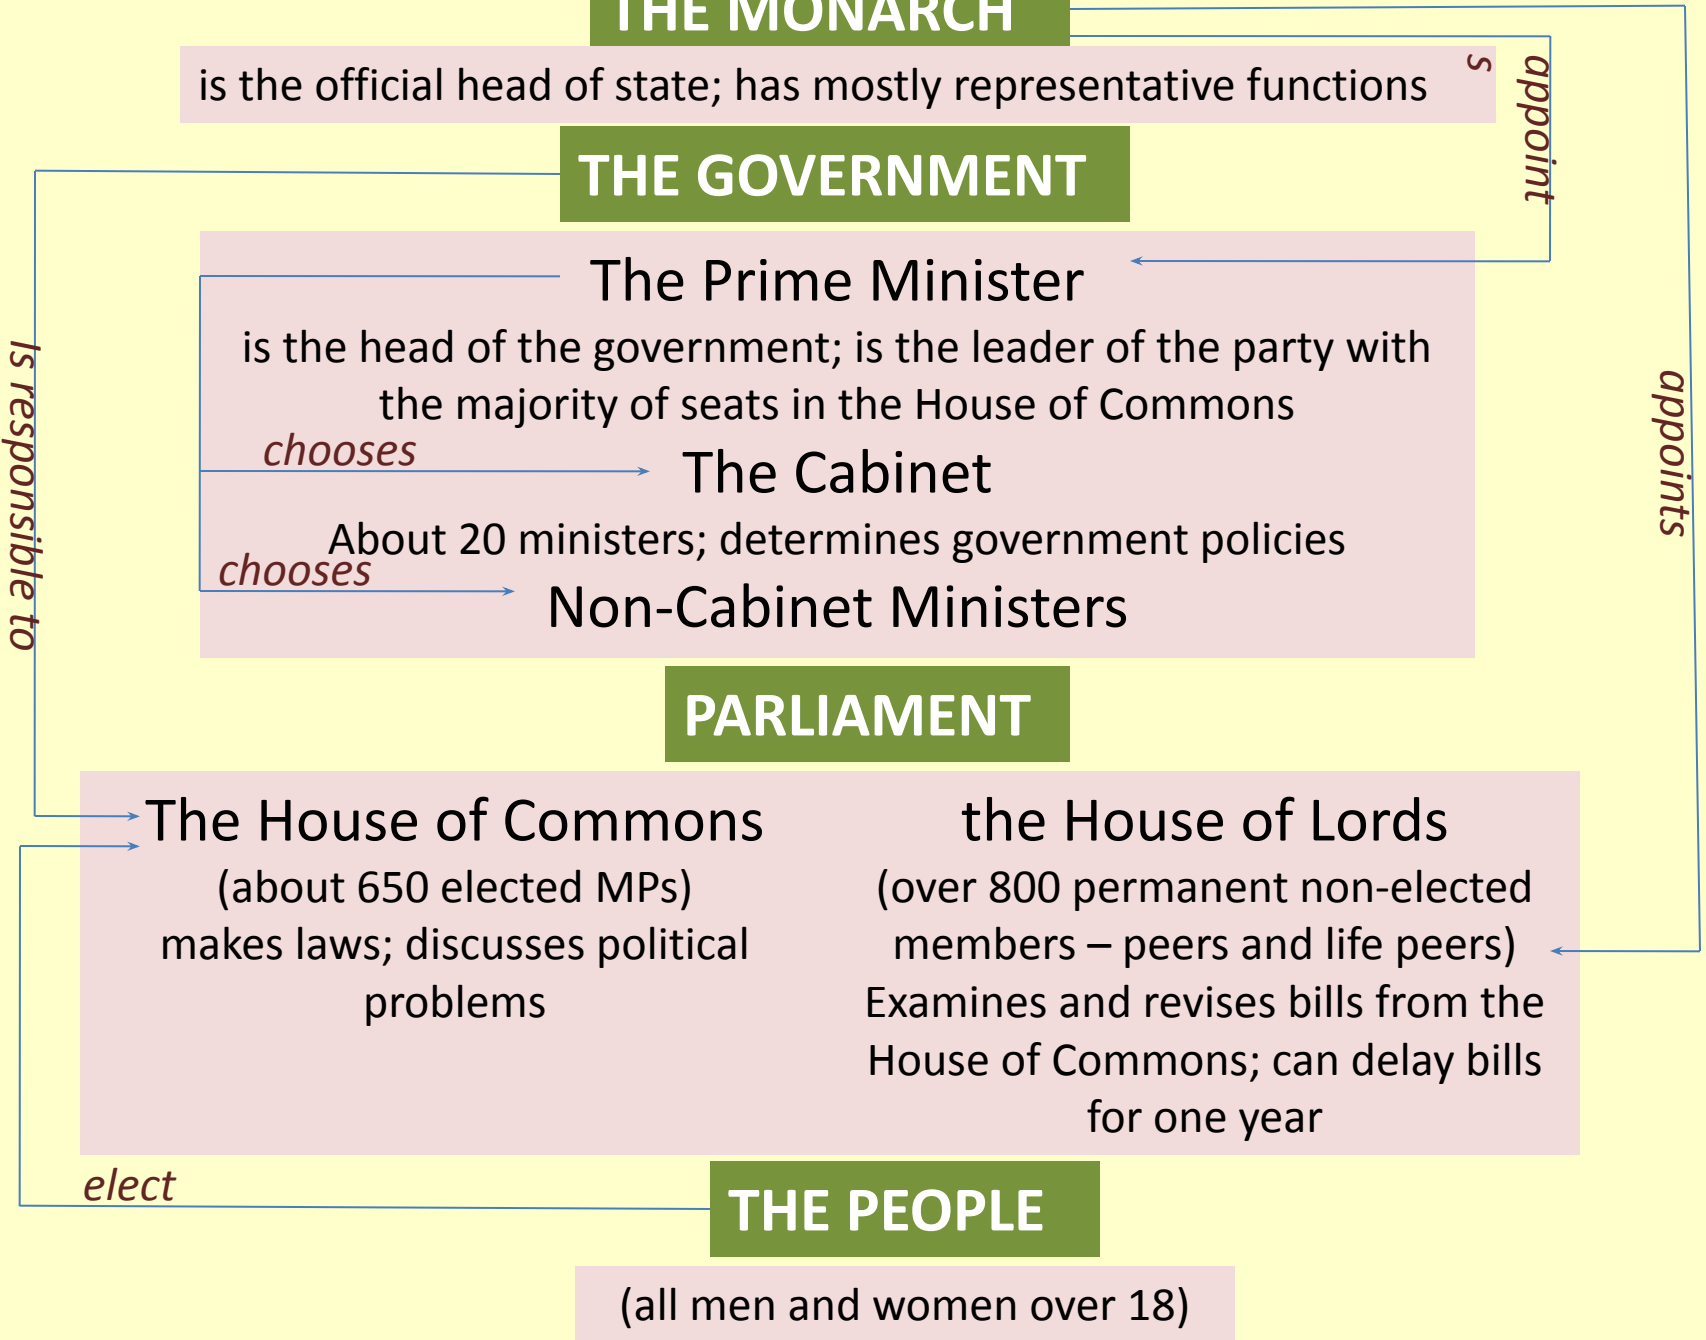 THE MONARCH
is the official head of state; has mostly representative functions
appoint
s
THE GOVERNMENT
The Prime Minister
is the head of the government; is the leader of the party with
the majority of seats in the House of Commons
chooses
The Cabinet
About 20 ministers; determines government policies
chooses
Non-Cabinet Ministers
Is responsible to
appoints
PARLIAMENT
The House of Commons
(about 650 elected MPs)
makes laws; discusses political
problems
the House of Lords
(over 800 permanent non-elected
members – peers and life peers)
Examines and revises bills from the
House of Commons; can delay bills
for one year
elect
THE PEOPLE
(all men and women over 18)